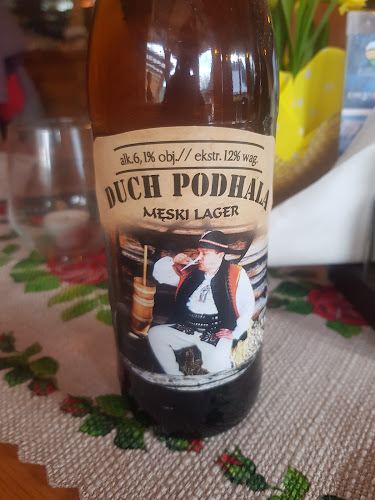 alk.6,1% obj.// ekstr.12% wag.
DUCH PODHALA
MĘSKI LAGER